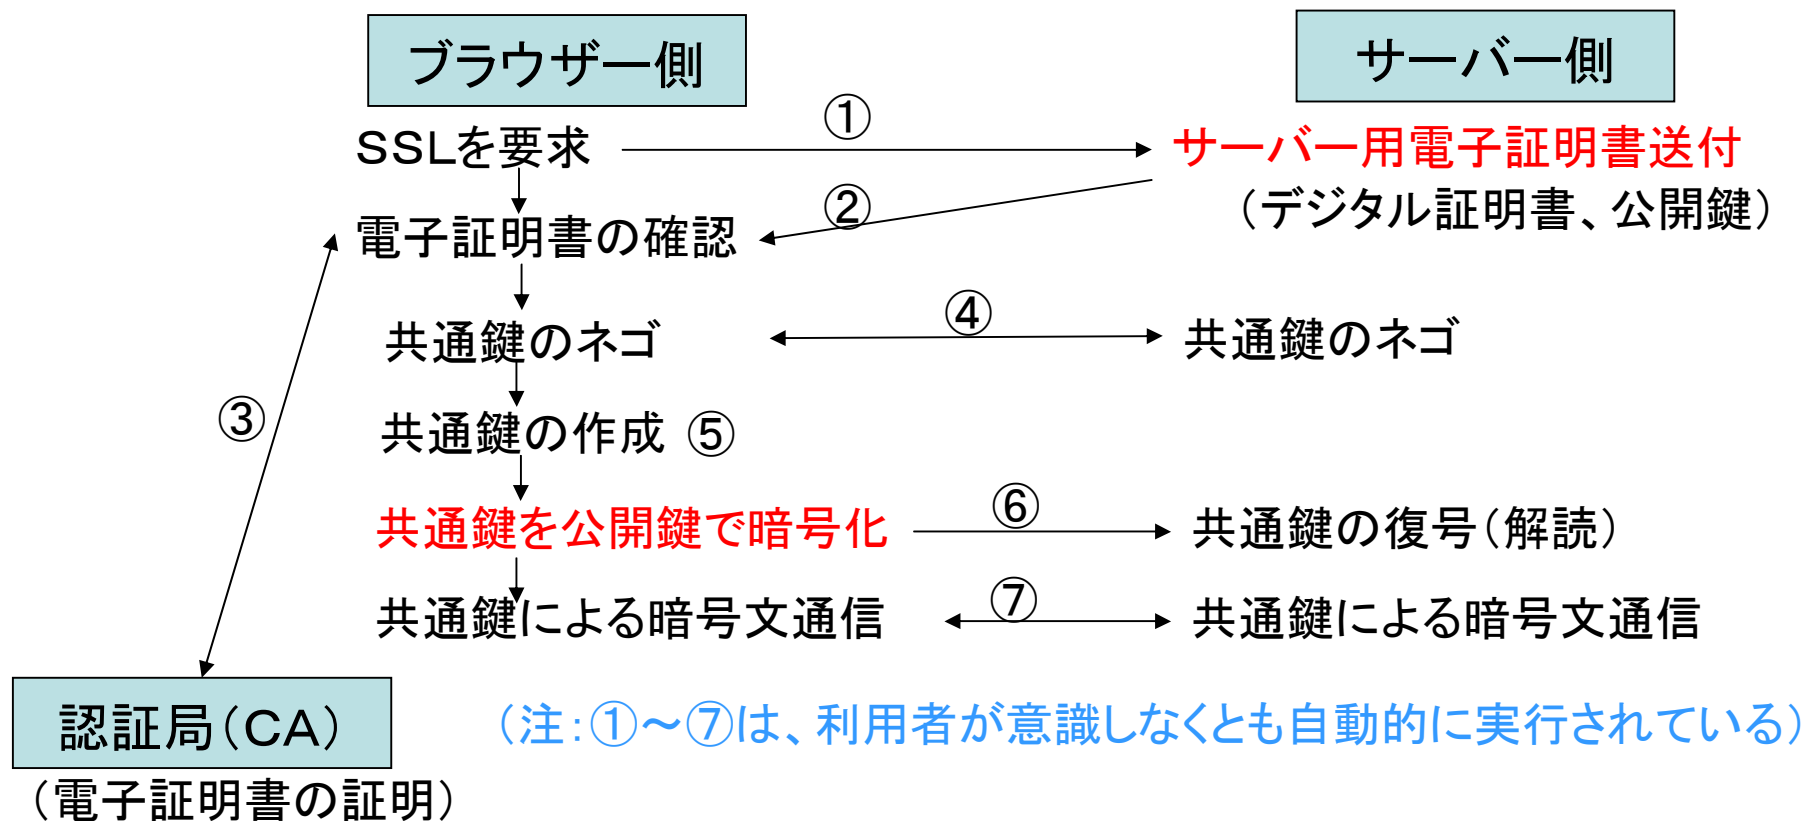 ブラウザー側
サーバー側
①
SSLを要求
サーバー用電子証明書送付
②
(デジタル証明書、公開鍵)
電子証明書の確認
④
共通鍵のネゴ
共通鍵のネゴ
③
共通鍵の作成 ⑤
⑥
共通鍵を公開鍵で暗号化
共通鍵の復号(解読)
⑦
共通鍵による暗号文通信
共通鍵による暗号文通信
認証局(CA)
(注:①~⑦は、利用者が意識しなくとも自動的に実行されている)
(電子証明書の証明)